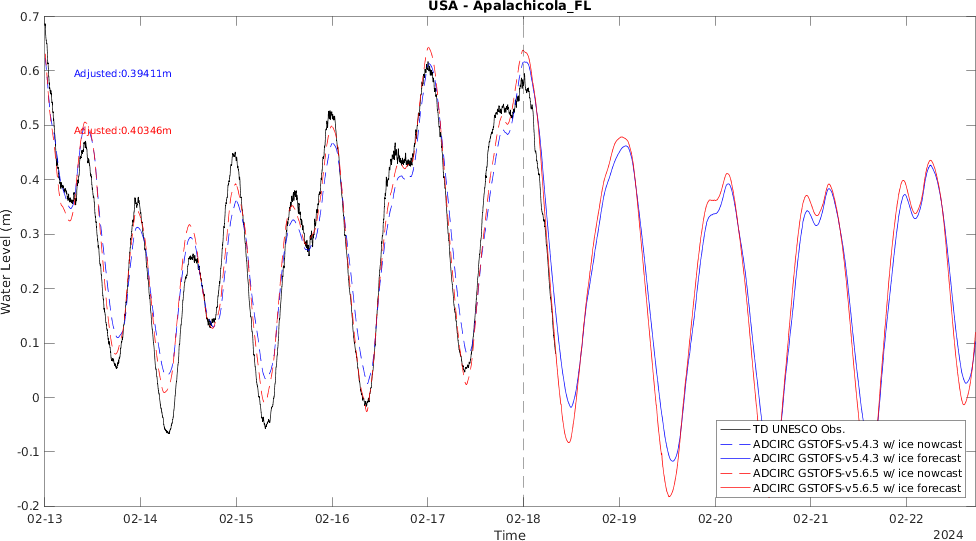 USA - Apalachicola_FL
0.7
0.6
0.5
0.4
0.3
0.2
0.1
0
-0.1
-0.2
Water Level (m)
Adjusted:0.39411m
Adjusted:0.40346m
TD UNESCO Obs.
ADCIRC GSTOFS-v5.4.3 w/ ice nowcast
ADCIRC GSTOFS-v5.4.3 w/ ice forecast
ADCIRC GSTOFS-v5.6.5 w/ ice nowcast
ADCIRC GSTOFS-v5.6.5 w/ ice forecast
02-13 02-14 02-15 02-16 02-17 02-18 02-19 02-20 02-21 02-22
Time
2024